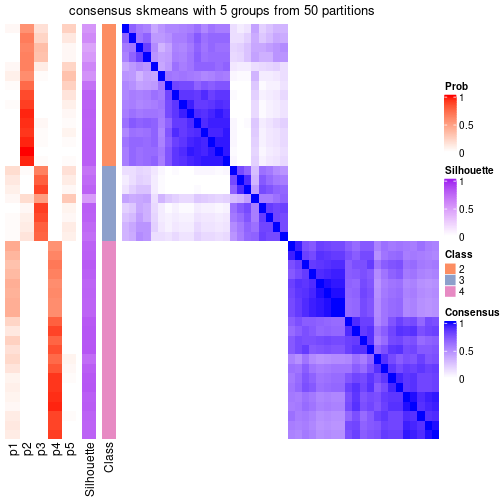 consensus skmeans with 5 groups from 50 partitions
Prob
1
0.5
0
Silhouette
1
0.5
0
Class
2
3
4
Consensus
1
0.5
0
p1
p2
p3
p4
p5
Silhouette
Class